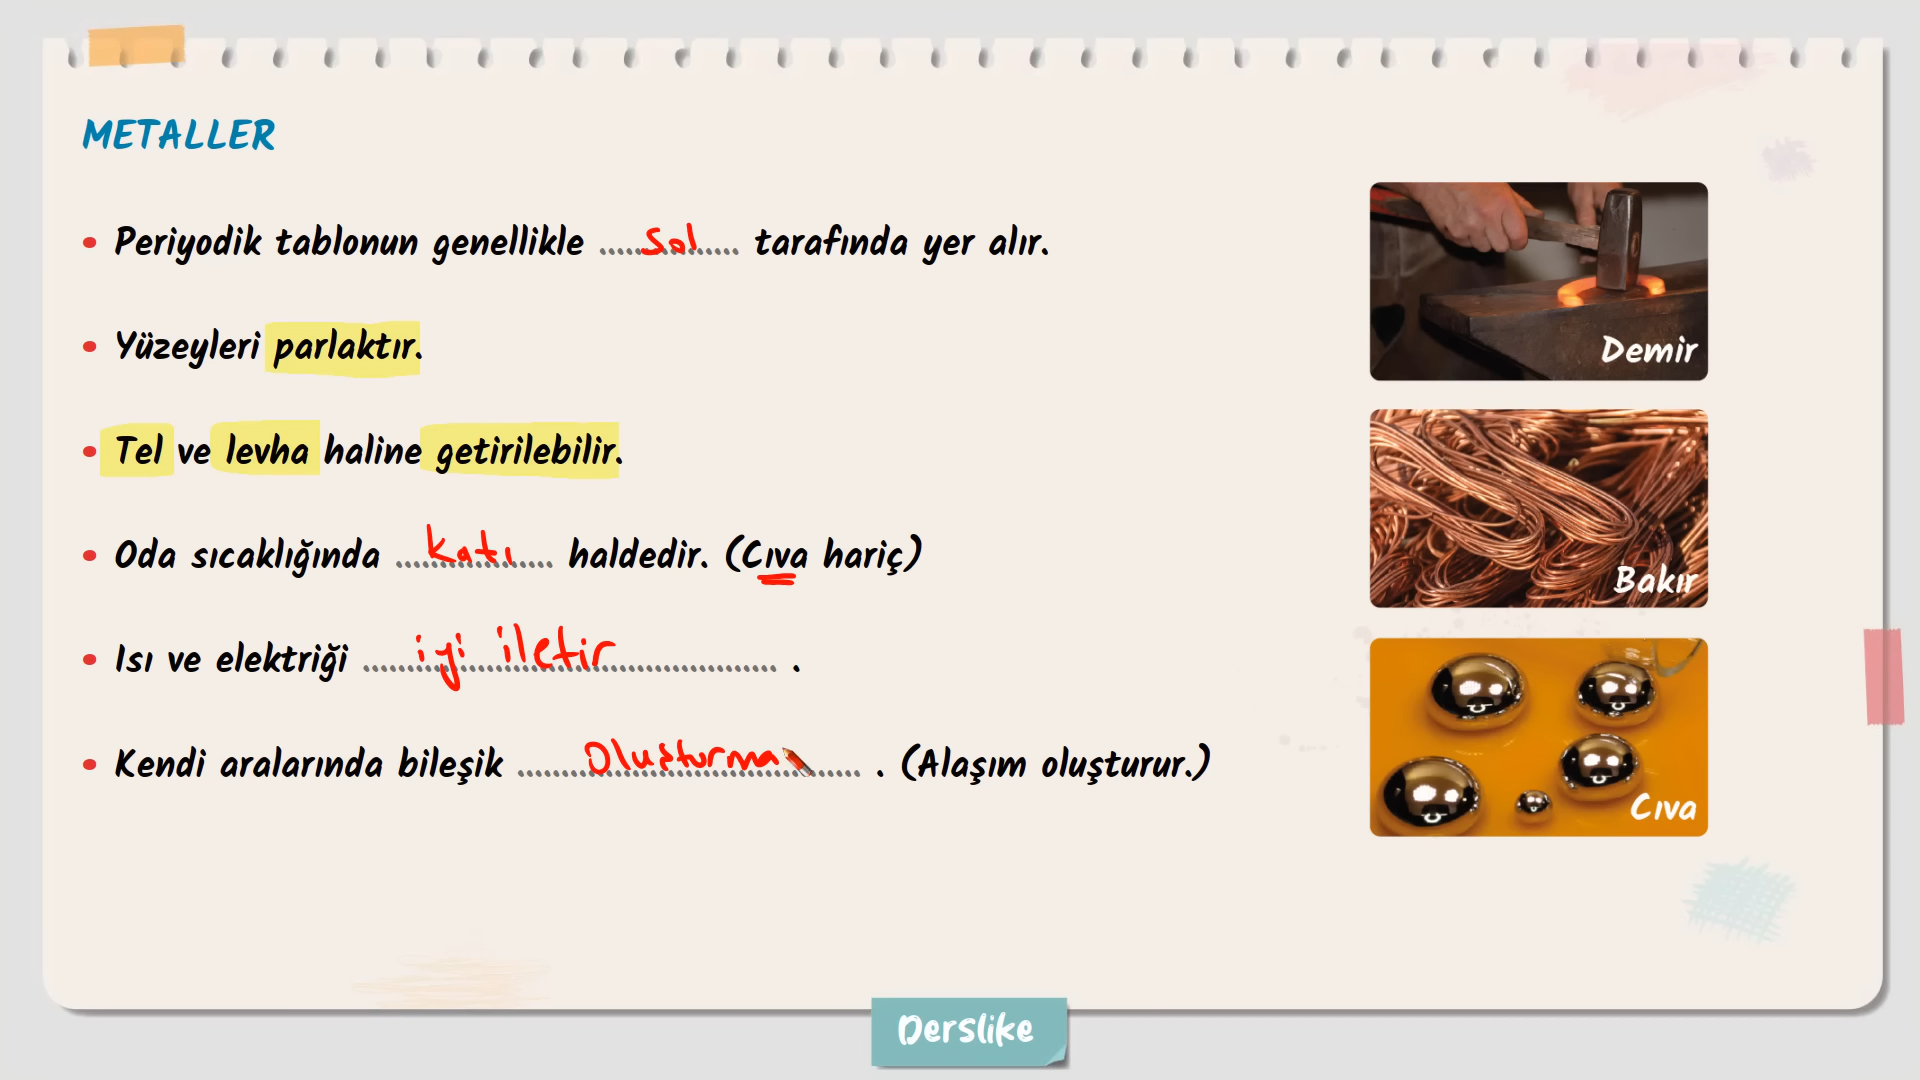 METALLER
• Periyodik tablonun genellikle ....sol.... tarafında yer alır.
• Yüzeyleri parlaktır.
• Tel ve levha haline getirilebilir.
• Oda sıcaklığında ....katı.... haldedir. (Cıva hariç)
• Isı ve elektriği ....iyi iletir.... .
• Kendi aralarında bileşik ....Oluşturma.... . (Alaşım oluşturur.)
Demir
Bakır
Cıva
Derslike